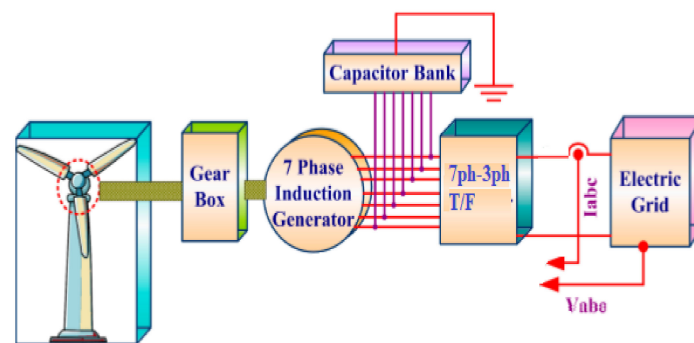 Capacitor Bank
Gear
Box
7 Phase
Induction
Generator
7ph-3ph
T/F
Iabc
Electric
Grid
Vabc